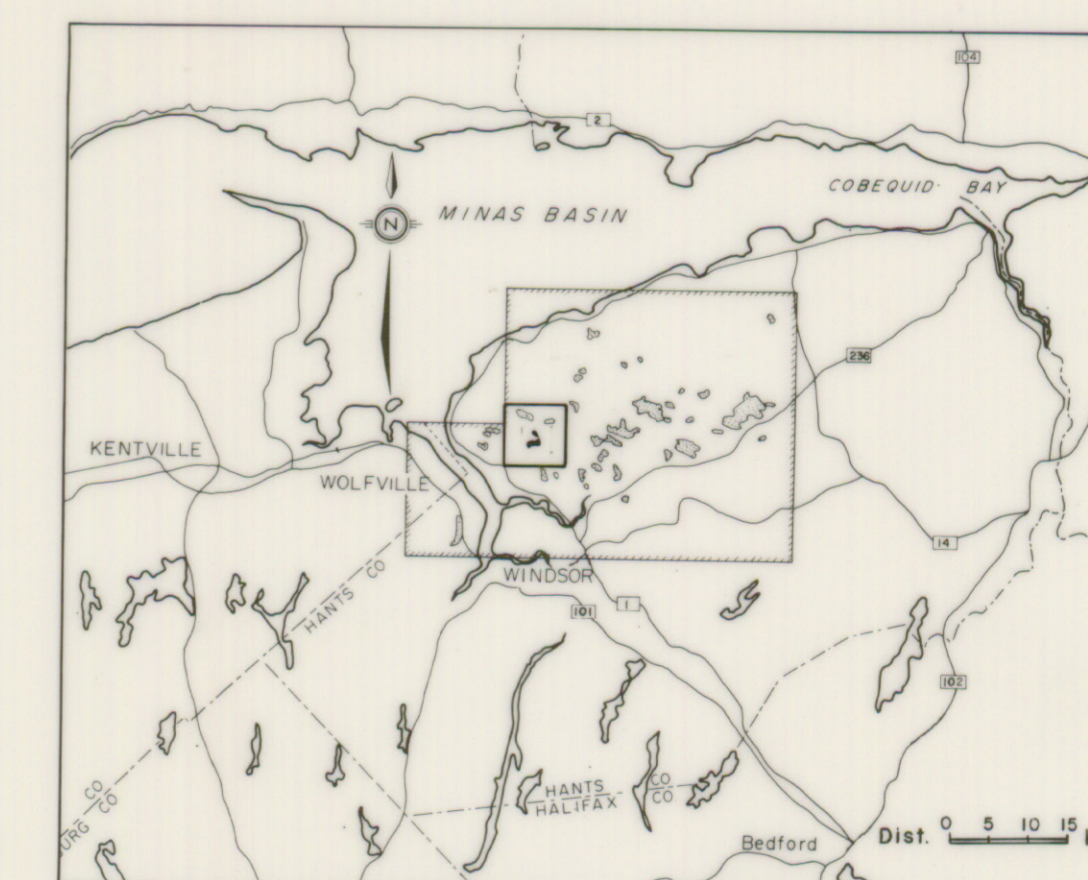 104
2
COBEQUID BAY
N
MINAS BASIN
236
KENTVILLE
WOLFVILLE
14
WINDSOR
HANTS CO
101
1
102
CO
CO
URG
HANTS CO
HALIFAX CO
Bedford
Dist.
0 5 10 15